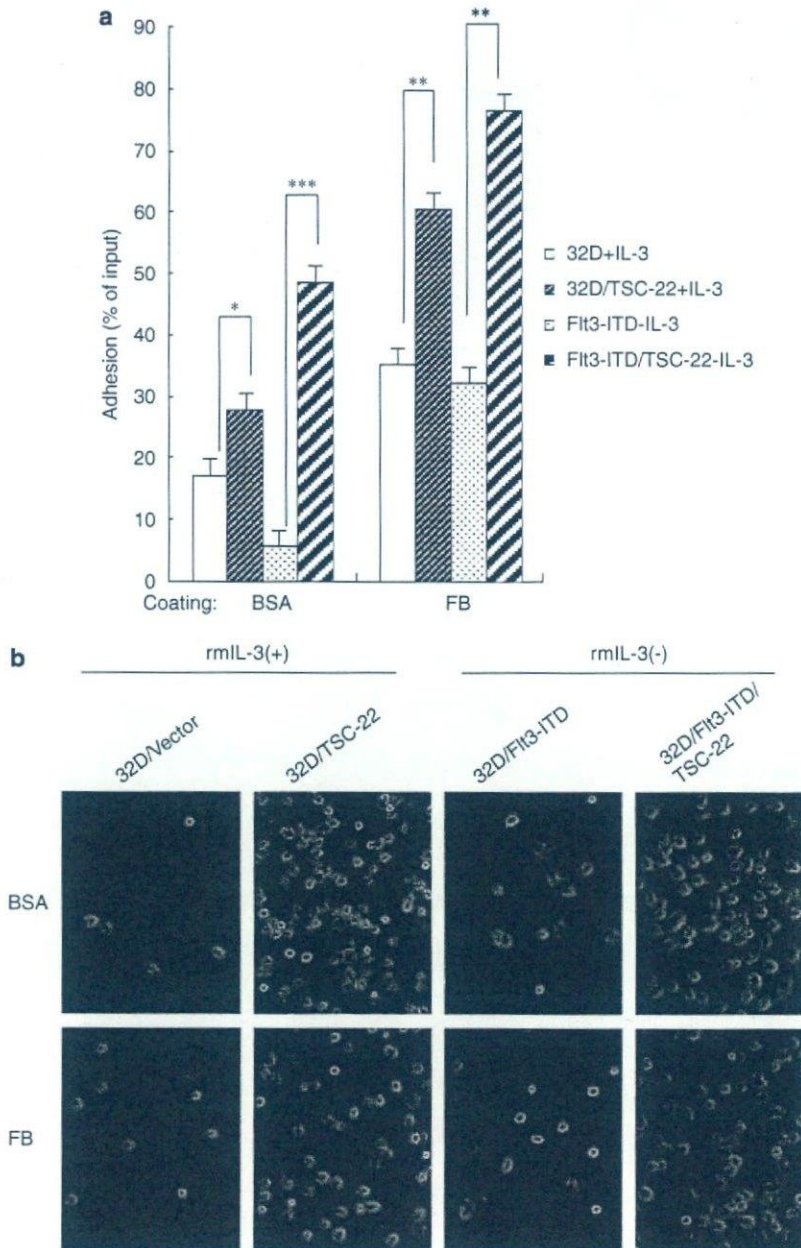 a
90
80
70
60
50
40
30
20
10
0
Adhesion (% of input)
*
***
**
**
32D+IL-3
32D/TSC-22+IL-3
Flt3-ITD-IL-3
Flt3-ITD/TSC-22-IL-3
Coating: BSA FB
b
rmIL-3(+) rmIL-3(-)
32D/Vector
32D/TSC-22
32D/Flt3-ITD
32D/Flt3-ITD/
TSC-22
BSA
FB